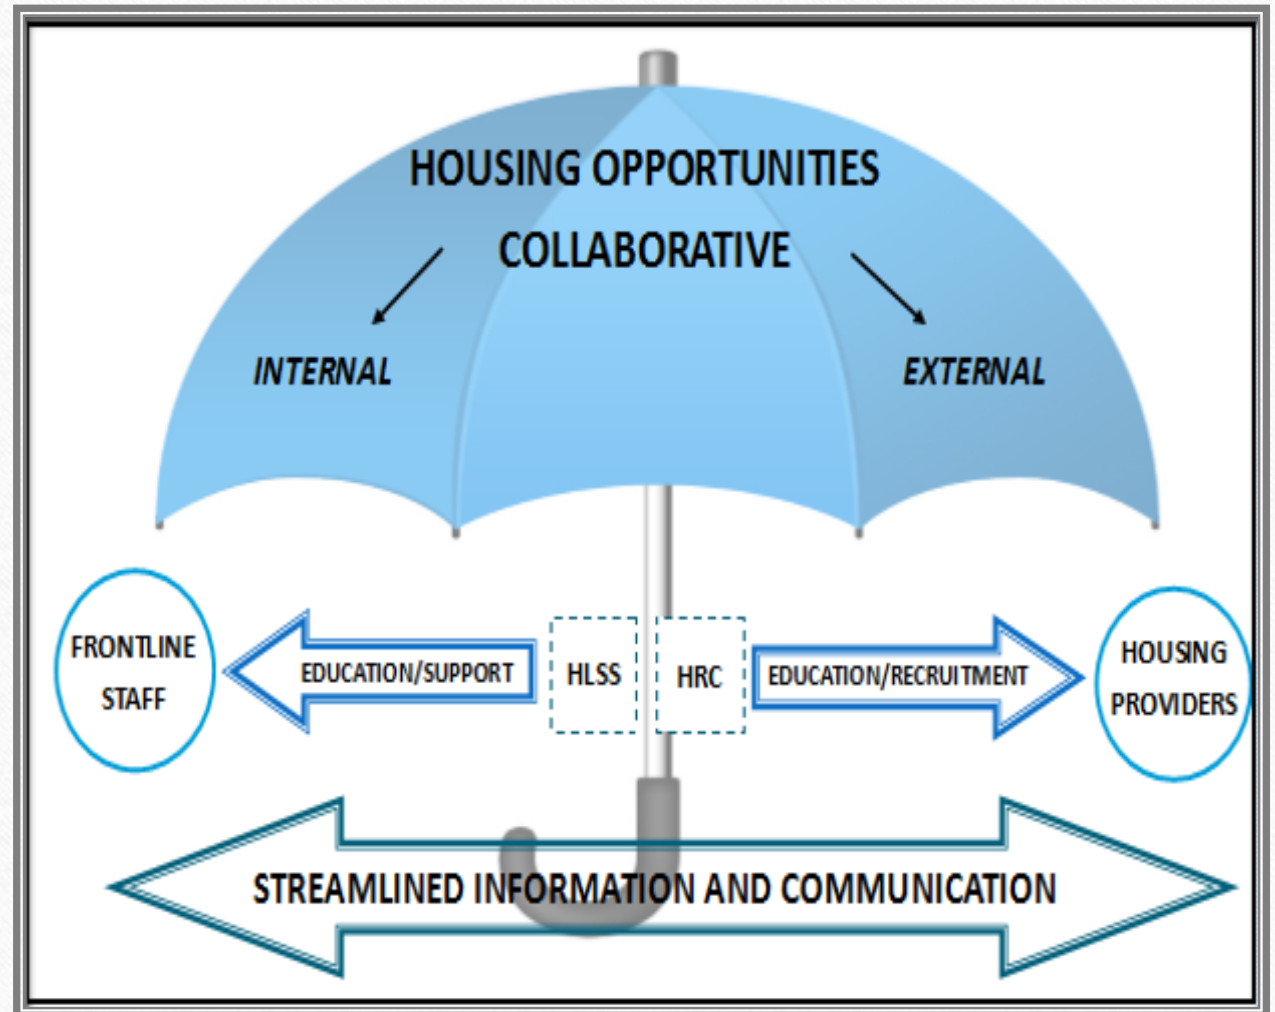 HOUSING OPPORTUNITIES
COLLABORATIVE
INTERNAL
EXTERNAL
FRONTLINE
STAFF
EDUCATION/SUPPORT
HLSS
HRC
EDUCATION/RECRUITMENT
HOUSING
PROVIDERS
STREAMLINED INFORMATION AND COMMUNICATION